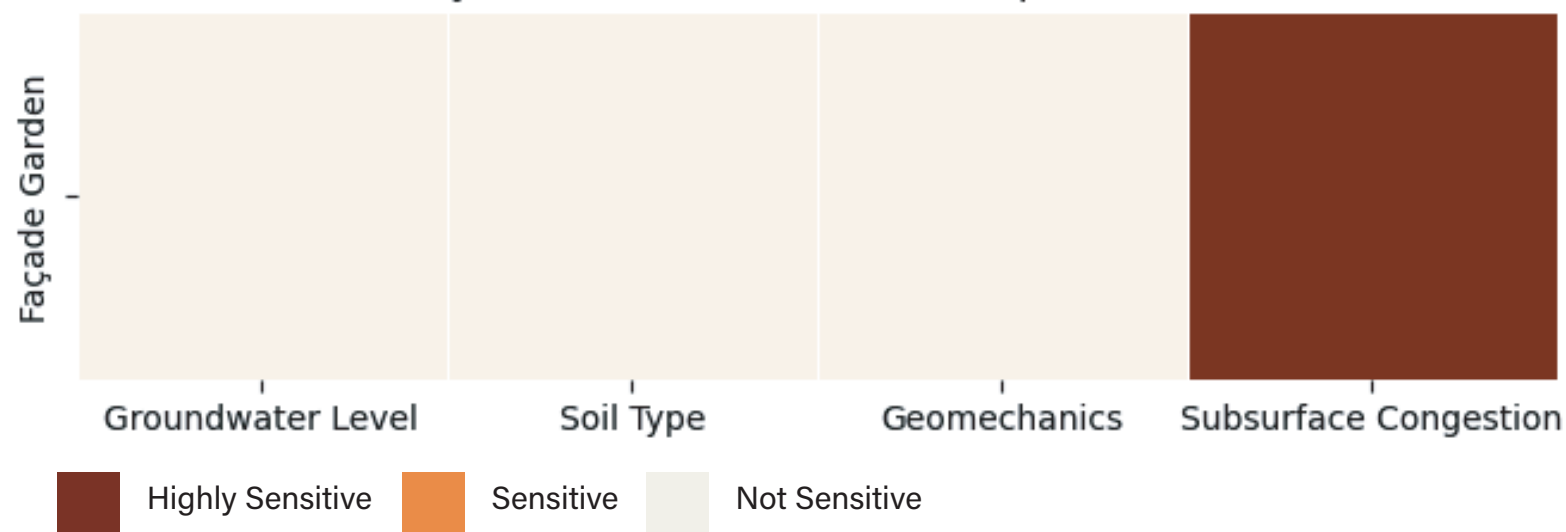 Façade Garden
Groundwater Level Soil Type Geomechanics Subsurface Congestion
Highly Sensitive Sensitive Not Sensitive